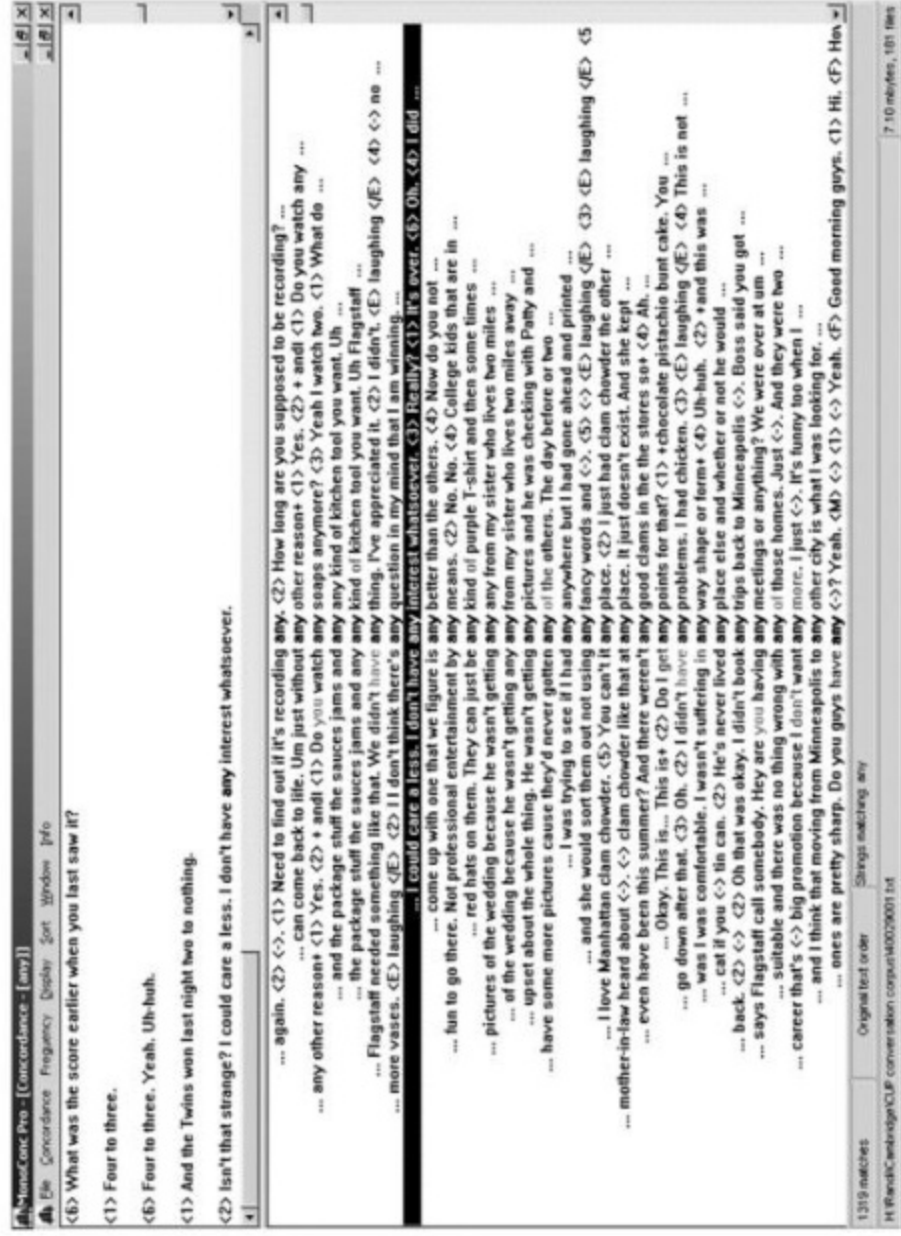 MonoConc Pro - [Concordance - [any]]
File Concordance Frequency Display Sort Window Info
<6> What was the score earlier when you last saw it?
<1> Four to three.
<6> Four to three. Yeah. Uh-huh.
<1> And the Twins won last night two to nothing.
<2> Isn't that strange? I could care a less. I don't have any interest whatsoever.
... again. <2> <->. <1> Need to find out if it's recording any. <2> How long are you supposed to be recording? ...
... can come back to life. Um just without any other reason+ <1> Yes. <2> + andI <1> Do you watch any ...
... any other reason+ <1> Yes. <2> + andI <1> Do you watch any soaps anymore? <3> Yeah I watch two. <1> What do ...
... and the package stuff the sauces jams and any kind of kitchen tool you want. Uh ...
... the package stuff the sauces jams and any kind of kitchen tool you want. Uh Flagstaff ...
... Flagstaff needed something like that. We didn't have any thing. I've appreciated it. <2> I didn't. <E> laughing </E> <4> <-> no ...
... more vases. <E> laughing </E> <2> I I don't think there's any question in my mind that I am winning. ...
... I could care a less. I don't have any interest whatsoever. <3> Really? <1> It's over. <6> Oh. <4> I did ...
... come up with one that we figure is any better than the others. <4> Now do you not ...
... fun to go there. Not professional entertainment by any means. <2> No. No. <4> College kids that are in ...
... red hats on them. They can just be any kind of purple T-shirt and then some times ...
... pictures of the wedding because he wasn't getting any any from my sister who lives two miles ...
... of the wedding because he wasn't getting any any from my sister who lives two miles away ...
... upset about the whole thing. He wasn't getting any pictures and he was checking with Patty and ...
... have some more pictures cause they'd never gotten any of the others. The day before or two ...
... I was trying to see if I had any anywhere but I had gone ahead and printed ...
... and she would sort them out not using any fancy words and <->. <5> <-> <E> laughing </E> <3> <E> laughing </E> <5
... I love Manhattan clam chowder. <5> You can't it any place. <2> I just had clam chowder the other ...
... mother-in-law heard about <->. <-> clam chowder like that at any place. It just doesn't exist. And she kept ...
... even have been this summer? And there weren't any good clams in the the stores so+ <4> Ah. ...
... Okay. This is... This is+ <2> Do I get any points for that? <1> +chocolate pistachio bunt cake. You ...
... go down after that. <3> Oh. <2> I didn't have any problems. I had chicken. <3> <E> laughing </E> <4> This is not ...
... was I was comfortable. I wasn't suffering in any way shape or form+ <4> Uh-huh. <2> +and this was ...
... cat if you <-> tin can. <2> He's never lived any place else and whether or not he would ...
... back. <2> <-> <2> Oh that was okay. I didn't book any trips back to Minneapolis <->. Boss said you got ...
... says Flagstaff call somebody. Hey are you having any meetings or anything? We were over at um ...
... suitable and there was no thing wrong with any of those homes. Just <->. And they were two ...
... career that's <-> big promotion because I don't want any more. I just <->. It's funny too when I ...
... and I think that moving from Minneapolis to any other city is what I was looking for. ...
... ones are pretty sharp. Do you guys have any <->? Yeah. <M> <-> <1> <-> Yeah. <F> Good morning guys. <1> Hi. <F> How
1319 matches Original text order Strings matching: any
H:\Randi\Cambridge\CUP conversation corpus\40029001.txt 7.10 mbytes, 181 files